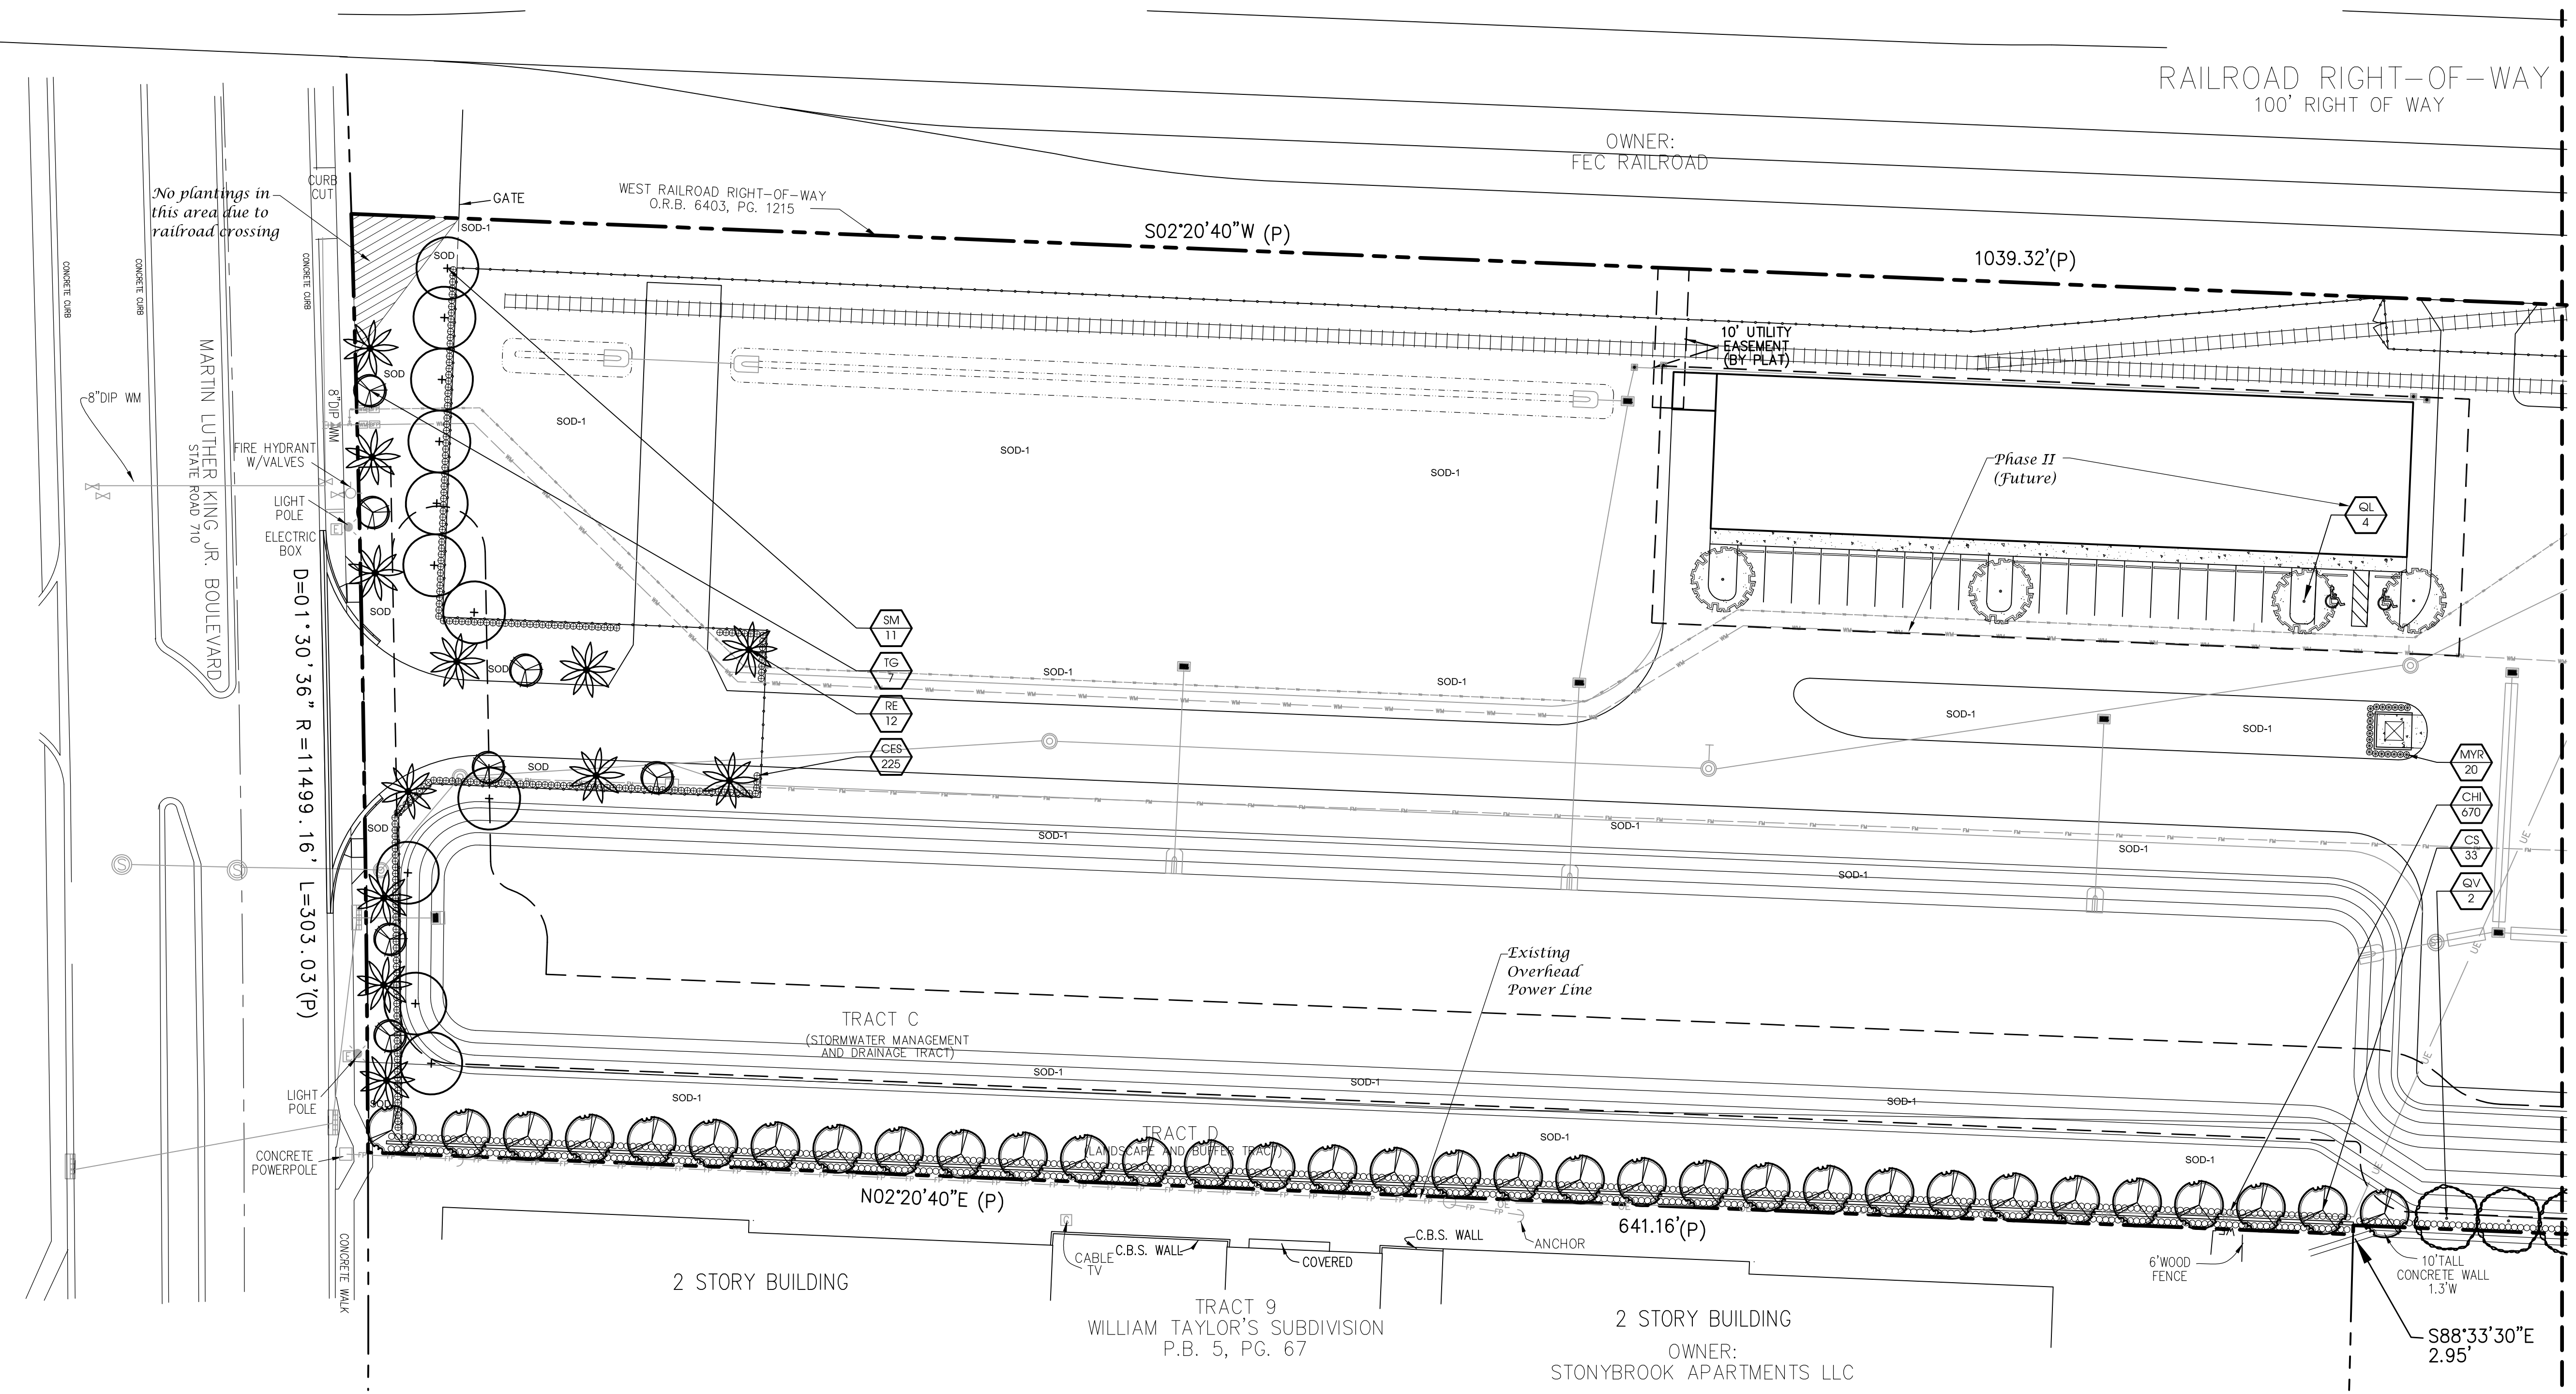 RAILROAD RIGHT-OF-WAY
100' RIGHT OF WAY
OWNER:
FEC RAILROAD
CURB
CUT
No plantings in
this area due to
railroad crossing
GATE
WEST RAILROAD RIGHT-OF-WAY
O.R.B. 6403, PG. 1215
SOD-1
S02°20'40"W (P)
1039.32'(P)
SOD
CONCRETE CURB
CONCRETE CURB
CONCRETE CURB
10' UTILITY
EASEMENT
(BY PLAT)
MARTIN LUTHER KING JR. BOULEVARD
STATE ROAD 710
SOD
8"DIP WM
8"DIP WM
SOD-1
SOD-1
SOD-1
FIRE HYDRANT
W/VALVES
LIGHT
POLE
E
ELECTRIC
BOX
Phase II
(Future)
QL
4
D=01°30'36" R=11499.16' L=303.03'(P)
SOD
SM
11
TG
7
RE
12
CES
225
SOD
SOD-1
SOD-1
SOD-1
SOD-1
WM
FM
SOD
SOD
SOD-1
SOD-1
SOD-1
SOD-1
MYR
20
CHI
670
CS
33
QV
2
S
S
UE
UE
UE
UE
Existing
Overhead
Power Line
TRACT C
(STORMWATER MANAGEMENT
AND DRAINAGE TRACT)
E
LIGHT
POLE
SOD
SOD-1
SOD-1
SOD-1
SOD-1
SOD-1
SOD-1
TRACT D
(LANDSCAPE AND BUFFER TRACT)
CONCRETE
POWERPOLE
FP
N02°20'40"E (P)
641.16'(P)
CONCRETE WALK
C
CABLE
TV
C.B.S. WALL
COVERED
C.B.S. WALL
ANCHOR
6'WOOD
FENCE
10'TALL
CONCRETE WALL
1.3'W
2 STORY BUILDING
TRACT 9
WILLIAM TAYLOR'S SUBDIVISION
P.B. 5, PG. 67
2 STORY BUILDING
OWNER:
STONYBROOK APARTMENTS LLC
S88°33'30"E
2.95'